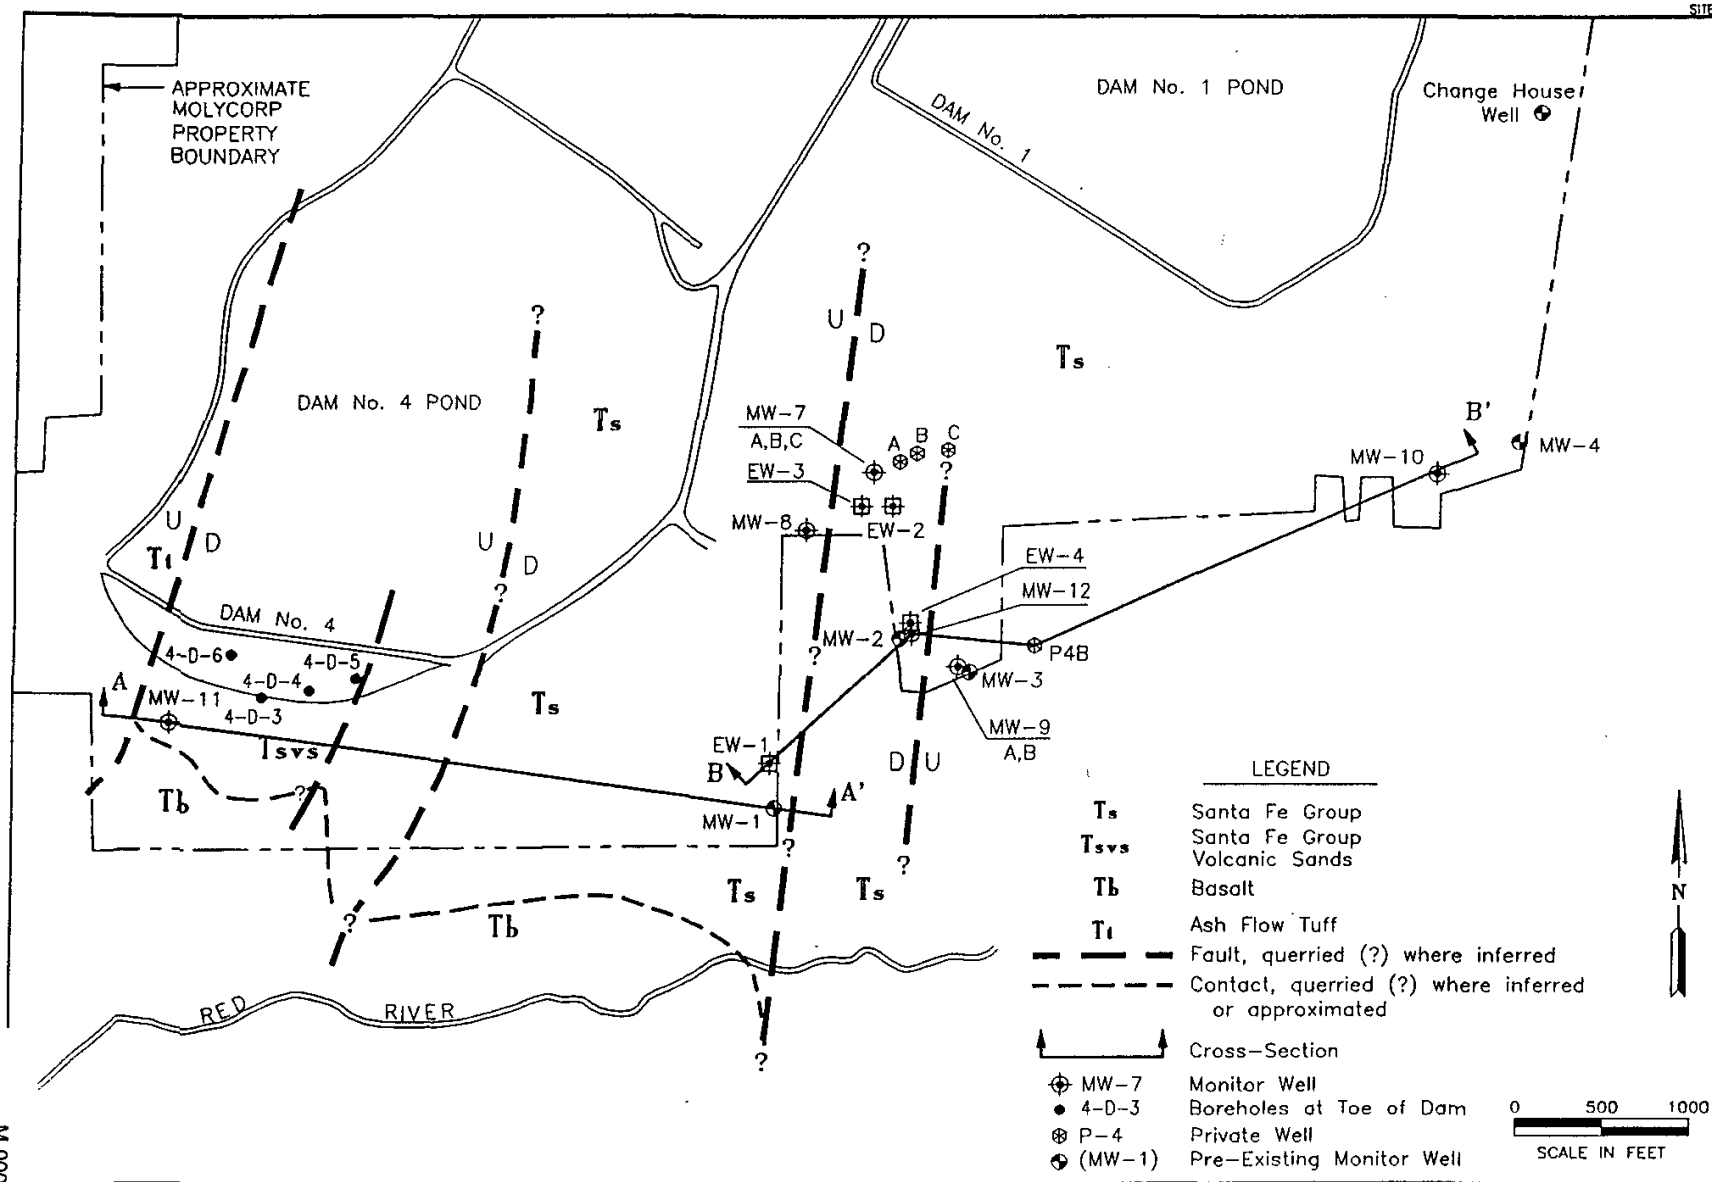 SITE
APPROXIMATE
MOLYCORP
PROPERTY
BOUNDARY
DAM No. 1 POND
Change House
Well
DAM No. 1
?
U D
?
Ts
DAM No. 4 POND
Ts
MW-7
A,B,C
A B C
?
EW-3
B'
MW-4
MW-10
MW-8
EW-2
U
D
Tt
U
D
?
EW-4
MW-12
DAM No. 4
MW-2
P4B
?
4-D-6
4-D-5
4-D-4
4-D-3
A
MW-11
MW-3
MW-9
A,B
Ts
Tsvs
EW-1
B
A'
D U
Tb
?
MW-1
?
?
Ts
Ts
?
Tb
RED RIVER
?
LEGEND
Ts Santa Fe Group
Tsvs Santa Fe Group
Volcanic Sands
Tb Basalt
Tt Ash Flow Tuff
Fault, querried (?) where inferred
Contact, querried (?) where inferred
or approximated
Cross-Section
MW-7 Monitor Well
4-D-3 Boreholes at Toe of Dam
P-4 Private Well
(MW-1) Pre-Existing Monitor Well
N
0 500 1000
SCALE IN FEET